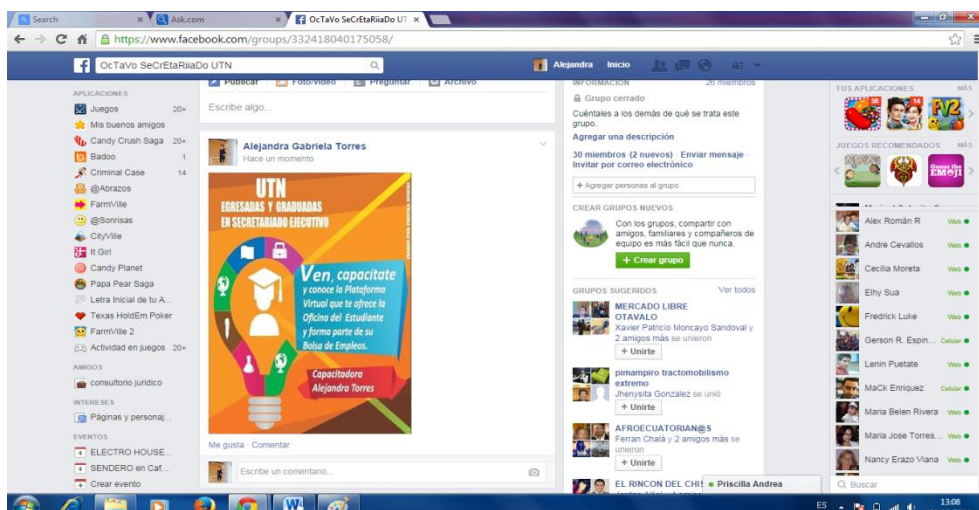 Search
Ask.com
OcTaVo SeCrEtaRiiaDo UT
https://www.facebook.com/groups/332418040175058/
OcTaVo SeCrEtaRiiaDo UTN
Alejandra
Inicio
APLICACIONES
Juegos 20+
Mis buenos amigos
Candy Crush Saga 20+
Badoo 1
Criminal Case 14
@Abrazos
FarmVille
@Sonrisas
CityVille
It Girl
Candy Planet
Papa Pear Saga
Letra Inicial de tu A...
Texas HoldEm Poker
FarmVille 2
Actividad en juegos 20+
AMIGOS
consultorio juridico
INTERESES
Páginas y personaj...
EVENTOS
ELECTRO HOUSE...
SENDERO en Caf...
Crear evento
Publicar Foto/video Preguntar Archivo
Escribe algo...
Alejandra Gabriela Torres
Hace un momento
UTN
EGRESADAS Y GRADUADAS
EN SECRETARIADO EJECUTIVO
Ven, capacítate
y conoce la Plataforma
Virtual que te ofrece la
Oficina del Estudiante
y forma parte de su
Bolsa de Empleos.
Capacitadora
Alejandra Torres
Me gusta · Comentar
Escribe un comentario...
INFORMACIÓN 26 miembros
Grupo cerrado
Cuéntales a los demás de qué se trata este
grupo.
Agregar una descripción
30 miembros (2 nuevos) · Enviar mensaje ·
Invitar por correo electrónico
+ Agregar personas al grupo
CREAR GRUPOS NUEVOS
Con los grupos, compartir con
amigos, familiares y compañeros de
equipo es más fácil que nunca.
+ Crear grupo
GRUPOS SUGERIDOS Ver todos
MERCADO LIBRE
OTAVALO
Xavier Patricio Moncayo Sandoval y
2 amigos más se unieron
+ Unirte
pimampiro tractomobilismo
extremo
Jhenysita Gonzalez se unió
+ Unirte
AFROECUATORIAN@S
Ferran Chalá y 2 amigos más se
unieron
+ Unirte
EL RINCON DEL CHI
Priscilla Andrea
TUS APLICACIONES MÁS
50
14
FV2
JUEGOS RECOMENDADOS MÁS
Guess the
EMOJI
Alex Román R Web
Andre Cevallos Web
Cecilia Moreta Web
Elhy Sua Web
Fredrick Luke Web
Gerson R. Espin... Celular
Lenin Puetate Web
MaCk Enriquez Celular
Maria Belen Rivera Web
Maria Jose Torres... Web
Nancy Erazo Viana Web
Buscar
ES
13:08